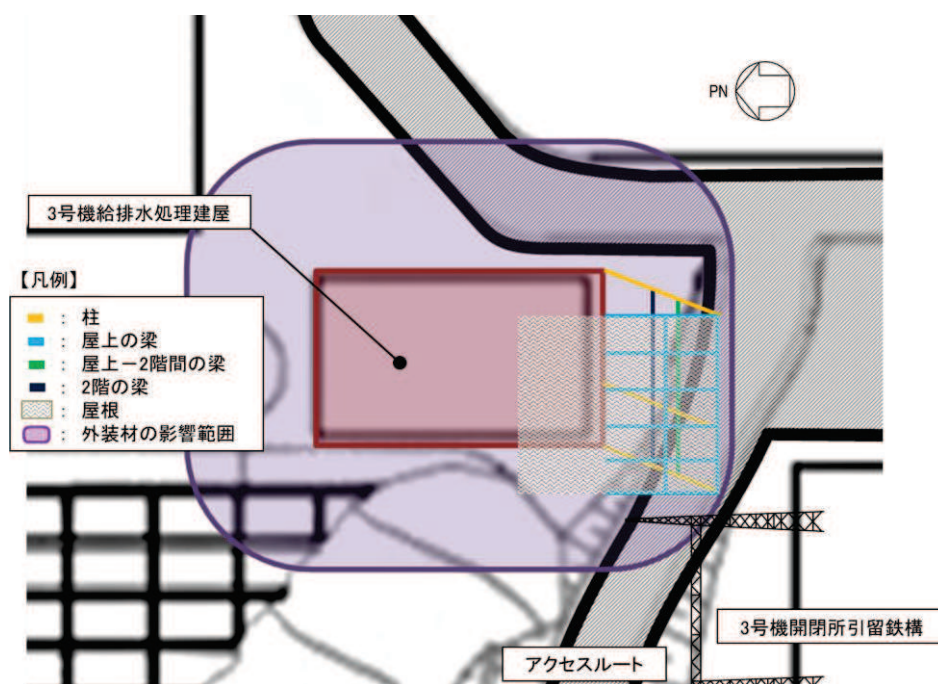 PN
3号機給排水処理建屋
【凡例】
： 柱
： 屋上の梁
： 屋上－2階間の梁
： 2階の梁
： 屋根
： 外装材の影響範囲
3号機開閉所引留鉄構
アクセスルート